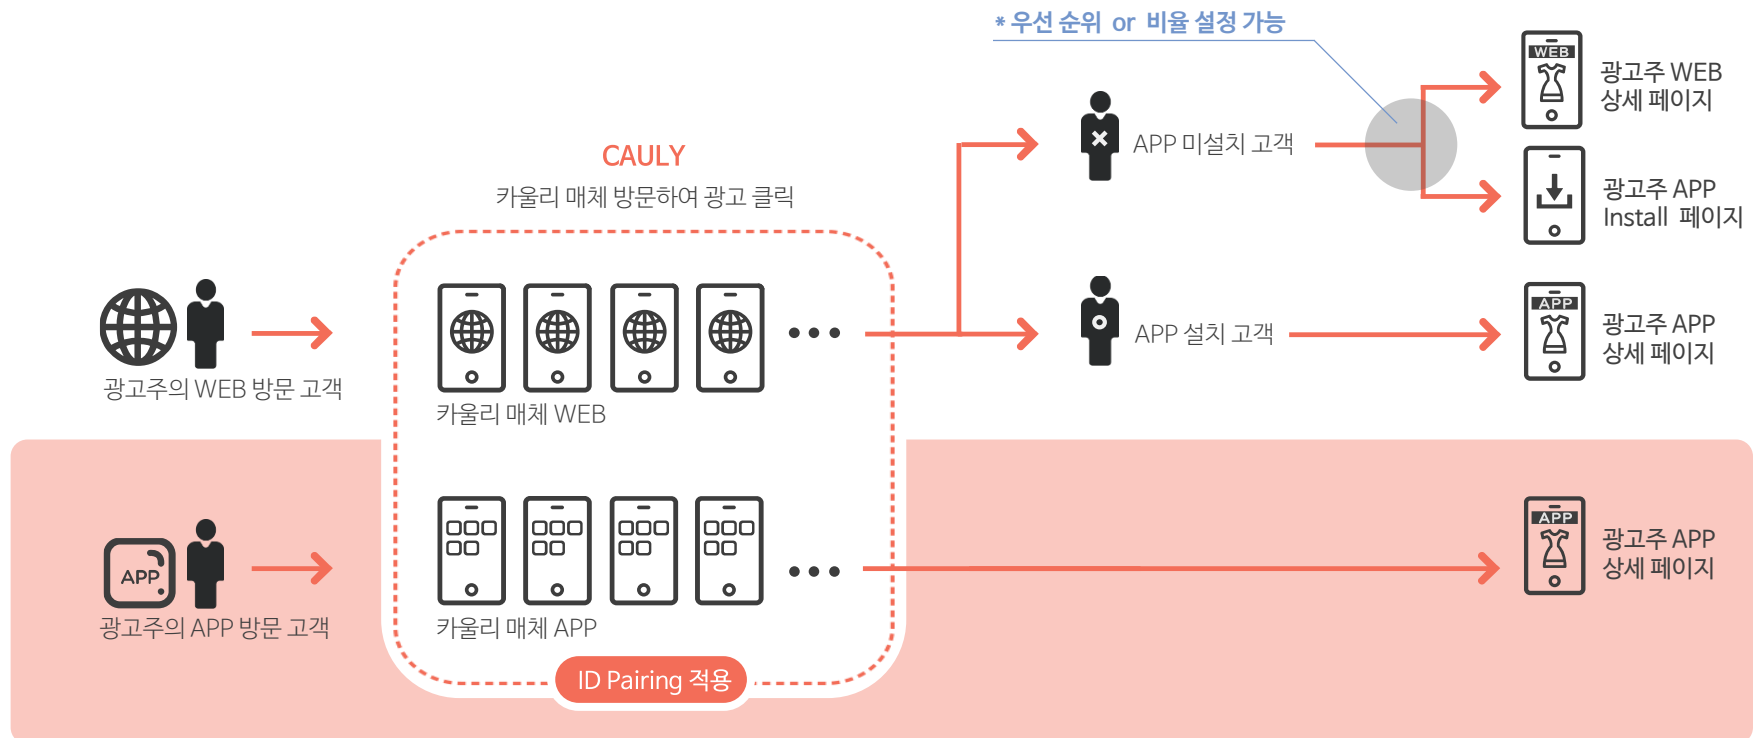 * 우선 순위 or 비율 설정 가능
WEB
광고주 WEB
상세 페이지
APP 미설치 고객
광고주 APP
Install 페이지
CAULY
카울리 매체 방문하여 광고 클릭
광고주의 WEB 방문 고객
카울리 매체 WEB
APP 설치 고객
APP
광고주 APP
상세 페이지
APP
광고주의 APP 방문 고객
카울리 매체 APP
ID Pairing 적용
APP
광고주 APP
상세 페이지